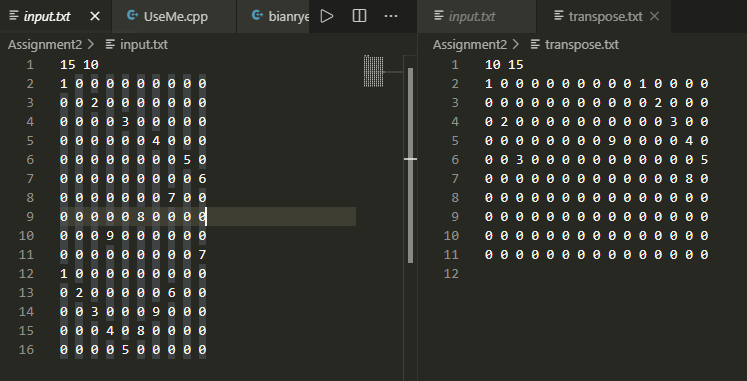 input.txt
UseMe.cpp
bianrye
input.txt
transpose.txt
Assignment2 > input.txt
1 15 10
2 1 0 0 0 0 0 0 0 0 0
3 0 0 2 0 0 0 0 0 0 0
4 0 0 0 0 3 0 0 0 0 0
5 0 0 0 0 0 0 4 0 0 0
6 0 0 0 0 0 0 0 0 5 0
7 0 0 0 0 0 0 0 0 0 6
8 0 0 0 0 0 0 0 7 0 0
9 0 0 0 0 0 8 0 0 0 0
10 0 0 0 9 0 0 0 0 0 0
11 0 0 0 0 0 0 0 0 0 7
12 1 0 0 0 0 0 0 0 0 0
13 0 2 0 0 0 0 0 6 0 0
14 0 0 3 0 0 0 9 0 0 0
15 0 0 0 4 0 8 0 0 0 0
16 0 0 0 0 5 0 0 0 0 0
Assignment2 > transpose.txt
1 10 15
2 1 0 0 0 0 0 0 0 0 0 1 0 0 0 0
3 0 0 0 0 0 0 0 0 0 0 0 2 0 0 0
4 0 2 0 0 0 0 0 0 0 0 0 0 3 0 0
5 0 0 0 0 0 0 0 0 9 0 0 0 0 4 0
6 0 0 3 0 0 0 0 0 0 0 0 0 0 0 5
7 0 0 0 0 0 0 0 0 0 0 0 0 0 8 0
8 0 0 0 0 0 0 0 0 0 0 0 0 0 0 0
9 0 0 0 0 0 0 0 0 0 0 0 0 0 0 0
10 0 0 0 0 0 0 0 0 0 0 0 0 0 0 0
11 0 0 0 0 0 0 0 0 0 0 0 0 0 0 0
12